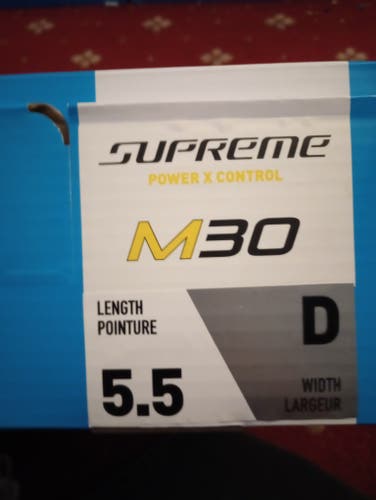 SUPREME
POWER X CONTROL
M30
LENGTH
POINTURE
5.5
D
WIDTH
LARGEUR